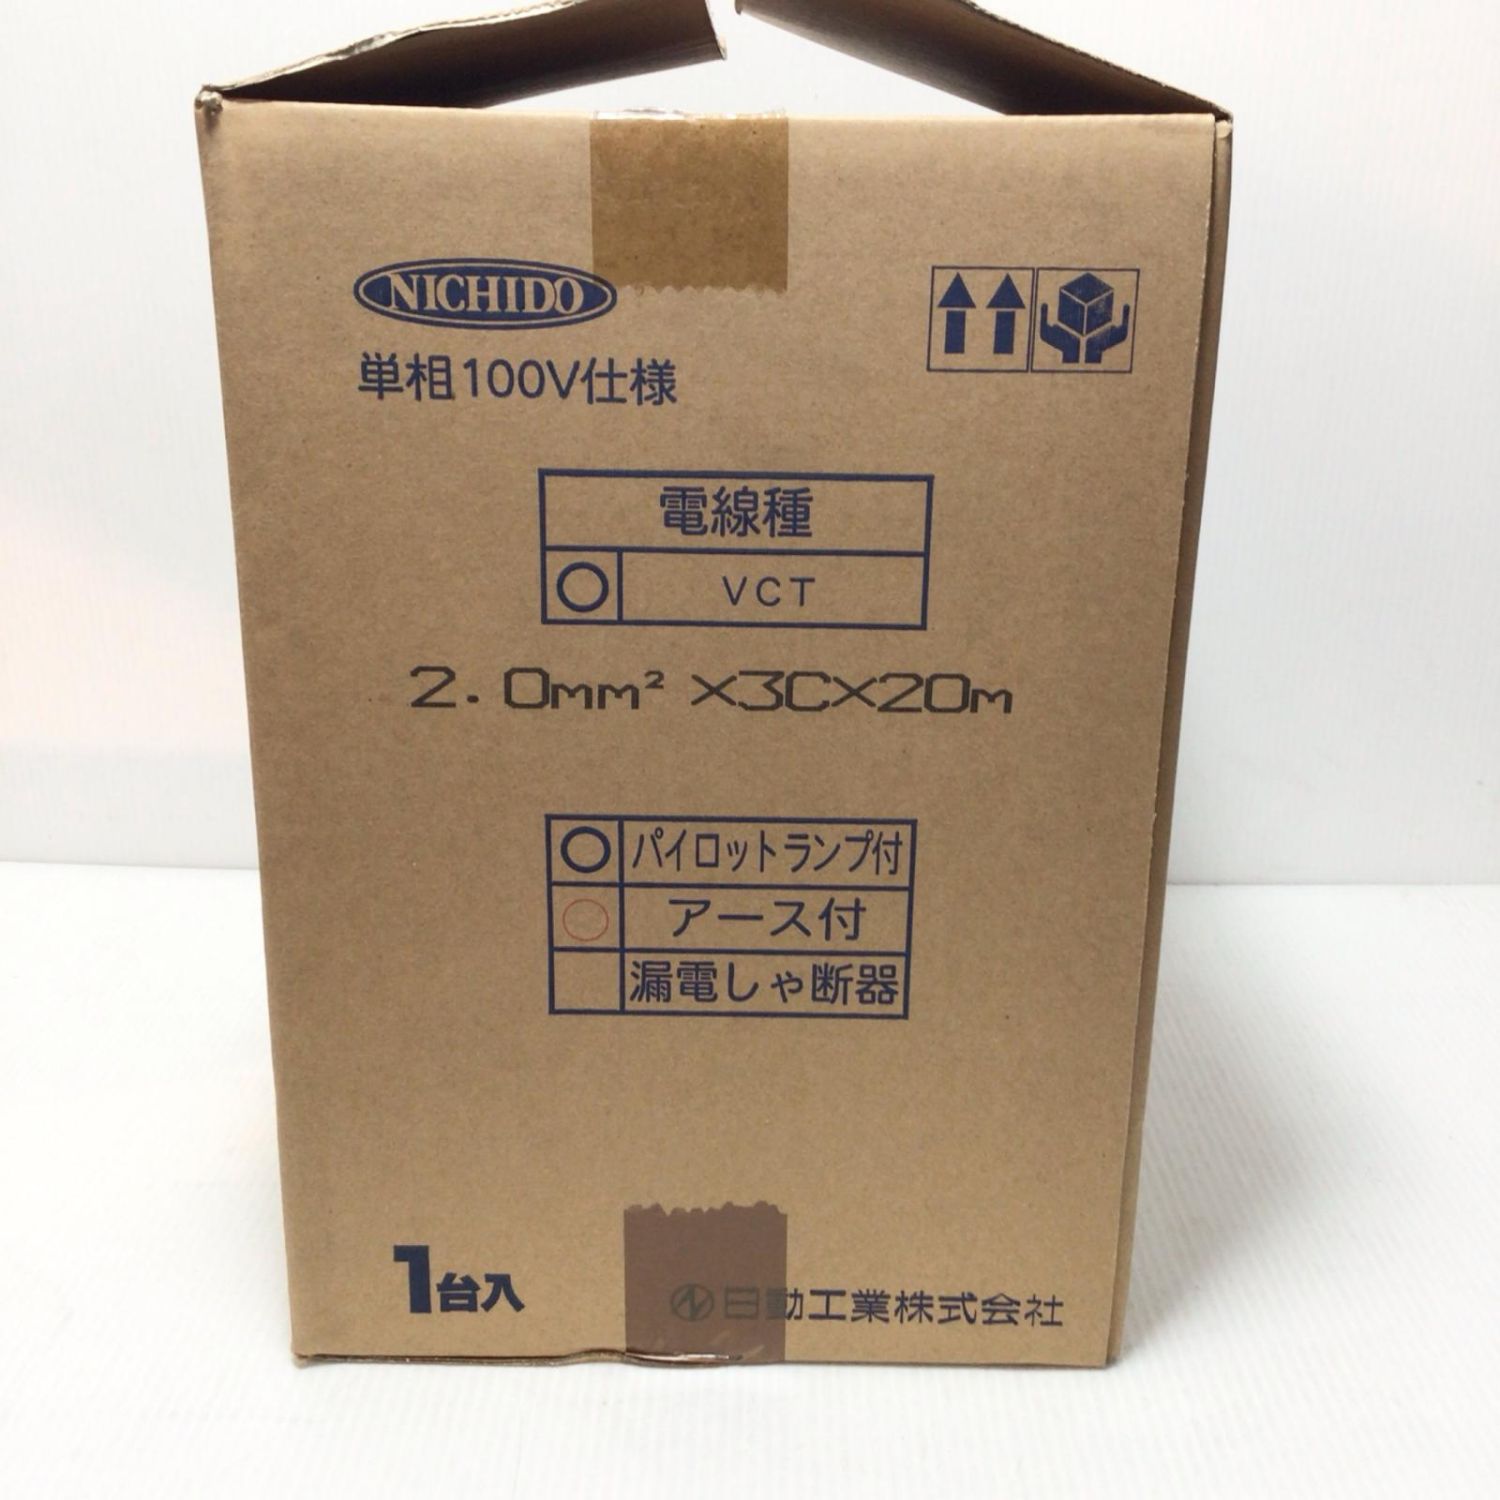 NICHIDO
単相100V仕様
電線種
○ VCT
2.0mm² ×3C×20m
○ パイロットランプ付
○ アース付
漏電しゃ断器
1台入
日動工業株式会社